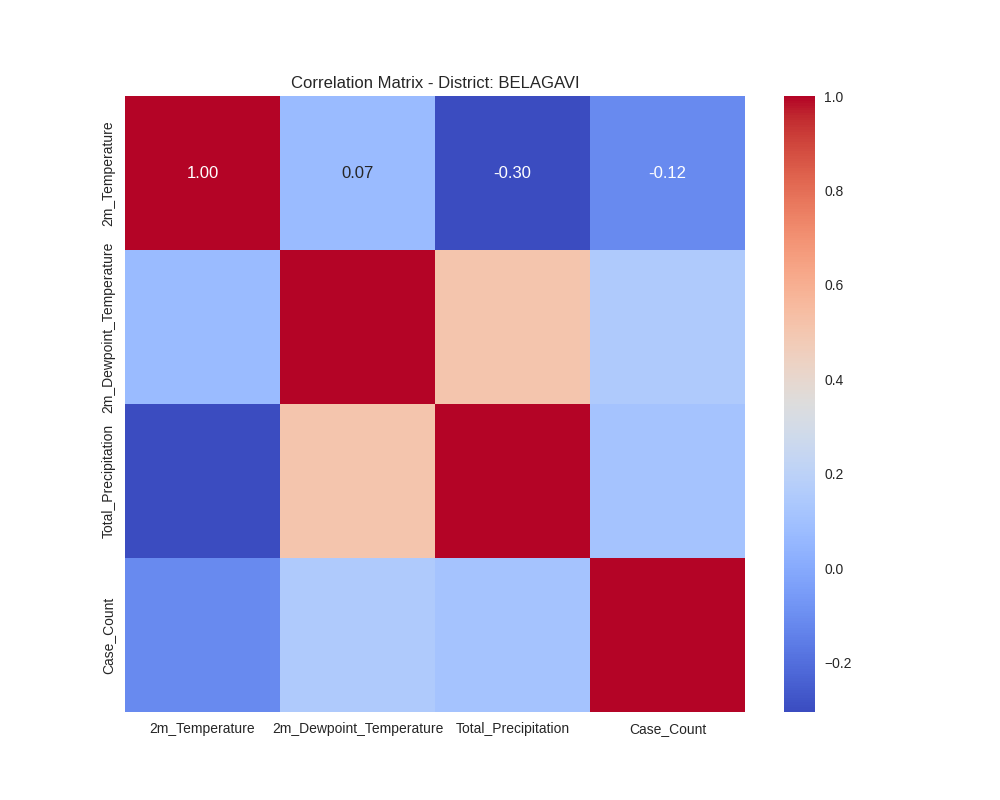 Correlation Matrix - District: BELAGAVI
2m_Temperature
1.00
0.07
-0.30
-0.12
2m_Dewpoint_Temperature
Total_Precipitation
Case_Count
2m_Temperature
2m_Dewpoint_Temperature
Total_Precipitation
Case_Count
1.0
0.8
0.6
0.4
0.2
0.0
−0.2